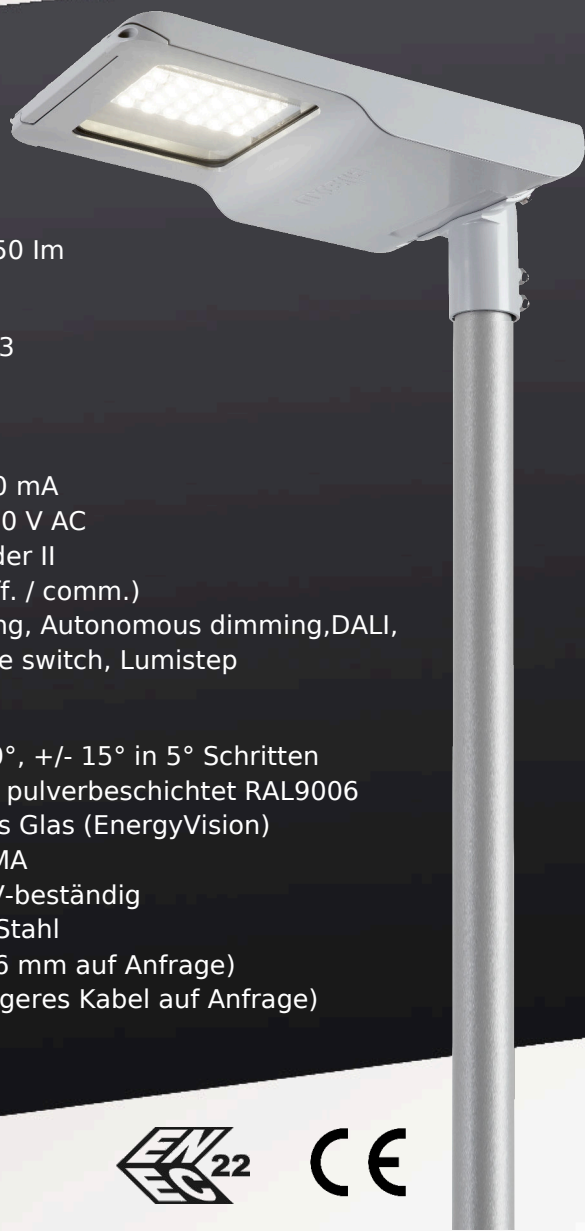 50 lm
3
0 mA
0 V AC
der II
ff. / comm.)
ng, Autonomous dimming,DALI,
e switch, Lumistep
0°, +/- 15° in 5° Schritten
pulverbeschichtet RAL9006
s Glas (EnergyVision)
MA
V-beständig
Stahl
6 mm auf Anfrage)
geres Kabel auf Anfrage)
EN
EC
22
CE